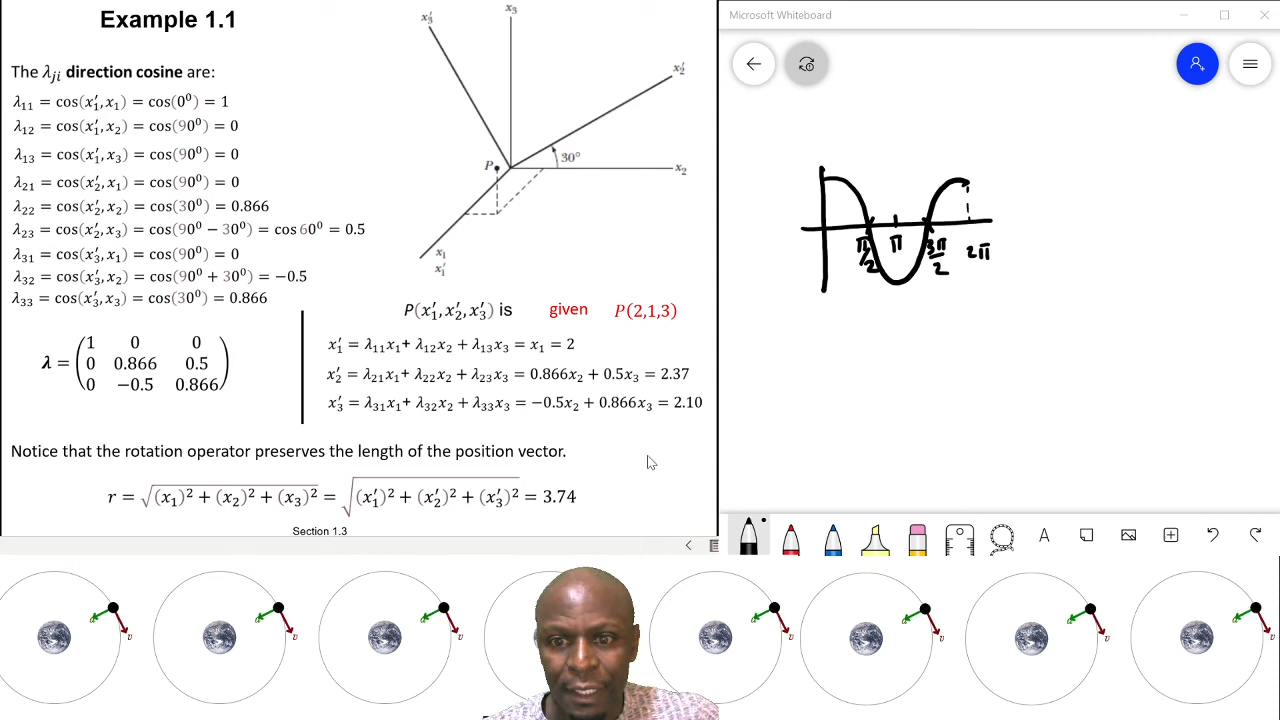 Example 1.1
The λji direction cosine are:
λ11 = cos(x′1, x1) = cos(0⁰) = 1
λ12 = cos(x′1, x2) = cos(90⁰) = 0
λ13 = cos(x′1, x3) = cos(90⁰) = 0
λ21 = cos(x′2, x1) = cos(90⁰) = 0
λ22 = cos(x′2, x2) = cos(30⁰) = 0.866
λ23 = cos(x′2, x3) = cos(90⁰ − 30⁰) = cos 60⁰ = 0.5
λ31 = cos(x′3, x1) = cos(90⁰) = 0
λ32 = cos(x′3, x2) = cos(90⁰ + 30⁰) = −0.5
λ33 = cos(x′3, x3) = cos(30⁰) = 0.866
x′3
x3
x′2
30°
P
x2
x1
x′1
λ =
1 0 0
0 0.866 0.5
0 −0.5 0.866
P(x′1, x′2, x′3) is given P(2,1,3)
x′1 = λ11x1+ λ12x2 + λ13x3 = x1 = 2
x′2 = λ21x1+ λ22x2 + λ23x3 = 0.866x2 + 0.5x3 = 2.37
x′3 = λ31x1+ λ32x2 + λ33x3 = −0.5x2 + 0.866x3 = 2.10
Notice that the rotation operator preserves the length of the position vector.
r = √(x1)² + (x2)² + (x3)² = √(x′1)² + (x′2)² + (x′3)² = 3.74
Section 1.3
Microsoft Whiteboard
π/2 π 3π/2 2π
A
a v
a v
a v
a v
a v
a v
a v